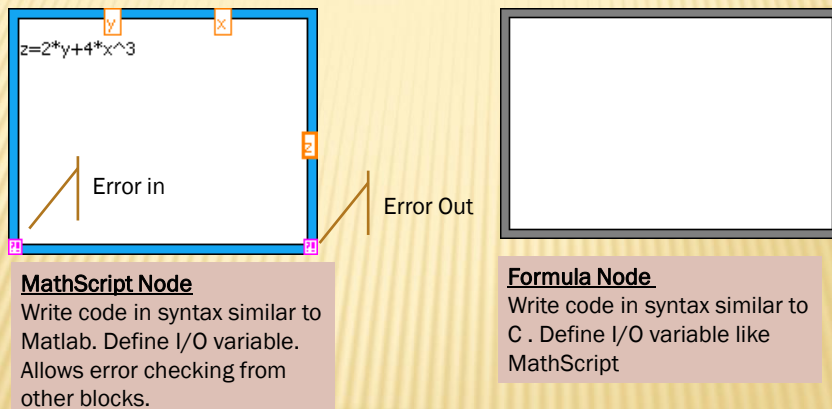 y x
z=2*y+4*x^3
z
Error in
Error Out
?! ?!
MathScript Node
Write code in syntax similar to
Matlab. Define I/O variable.
Allows error checking from
other blocks.
Formula Node
Write code in syntax similar to
C . Define I/O variable like
MathScript